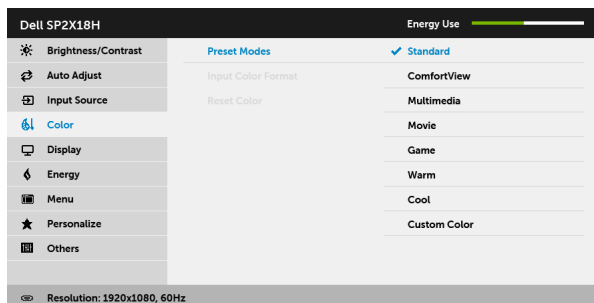 Dell SP2X18H
Energy Use
Brightness/Contrast
Auto Adjust
Input Source
Color
Display
Energy
Menu
Personalize
Others
Preset Modes
Input Color Format
Reset Color
Standard
ComfortView
Multimedia
Movie
Game
Warm
Cool
Custom Color
Resolution: 1920x1080, 60Hz